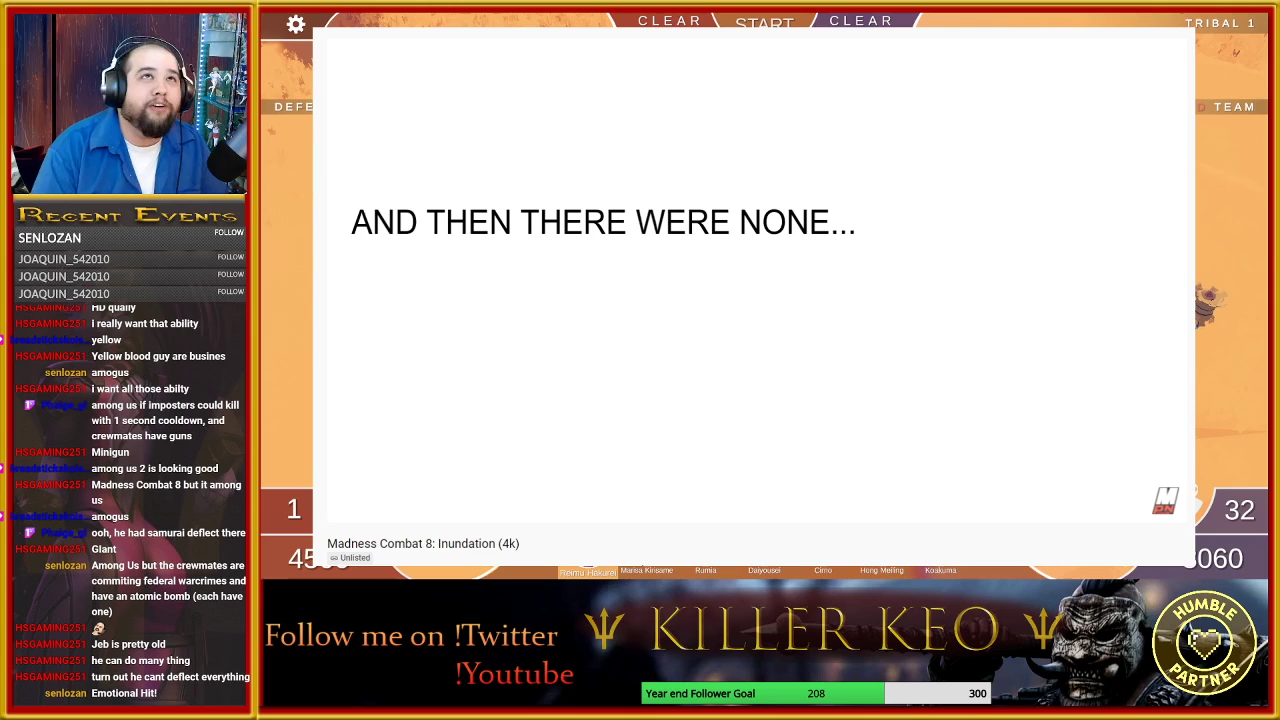 CLEAR
START
CLEAR
TRIBAL 1
DEFE
TEAM
AND THEN THERE WERE NONE...
Recent Events
SENLOZAN FOLLOW
JOAQUIN_542010 FOLLOW
JOAQUIN_542010 FOLLOW
JOAQUIN_542010 FOLLOW
HSGAMING251 HD qually
HSGAMING251 i really want that ability
yellow
HSGAMING251 Yellow blood guy are busines
senlozan amogus
HSGAMING251 i want all those abilty
among us if imposters could kill
with 1 second cooldown, and
crewmates have guns
HSGAMING251 Minigun
among us 2 is looking good
HSGAMING251 Madness Combat 8 but it among
us
amogus
ooh, he had samurai deflect there
HSGAMING251 GIant
senlozan Among Us but the crewmates are
commiting federal warcrimes and
have an atomic bomb (each have
one)
HSGAMING251
HSGAMING251 Jeb is pretty old
HSGAMING251 he can do many thing
HSGAMING251 turn out he cant deflect everything
senlozan Emotional Hit!
1
32
Madness Combat 8: Inundation (4k)
Unlisted
45
5060
Reimu Hakurei Marisa Kirisame Rumia Daiyousei Cirno Hong Meiling Koakuma
Follow me on !Twitter
!Youtube
KILLER KEO
HUMBLE
PARTNER
Year end Follower Goal 208 300